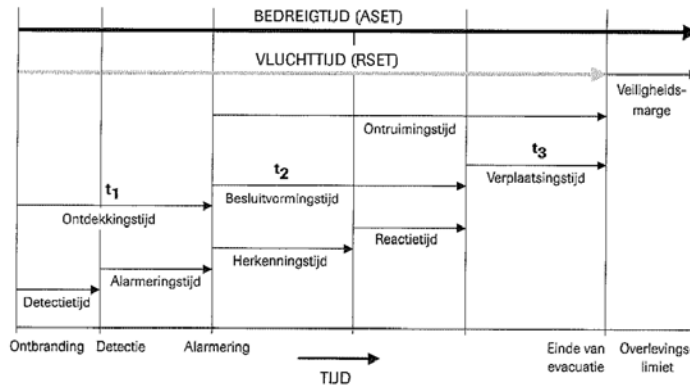 BEDREIGTIJD (ASET)
VLUCHTTIJD (RSET)
Veiligheids-
marge
Ontruimingstijd
t3
Verplaatsingstijd
t2
Besluitvormingstijd
t1
Ontdekkingstijd
Reactietijd
Herkenningstijd
Alarmeringstijd
Detectietijd
Ontbranding Detectie Alarmering Einde van Overlevings-
evacuatie limiet
TIJD